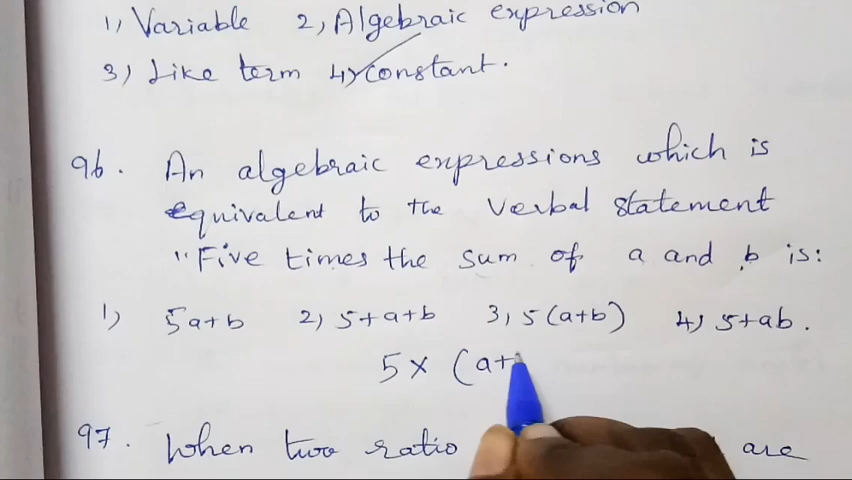 1) Variable 2) Algebraic expression
3) Like term 4) constant.
96. An algebraic expressions which is
equivalent to the verbal statement
"Five times the sum of a and b is:
1) 5a+b 2) 5+a+b 3) 5(a+b) 4) 5+ab.
5 × (a+
97. When two ratio are